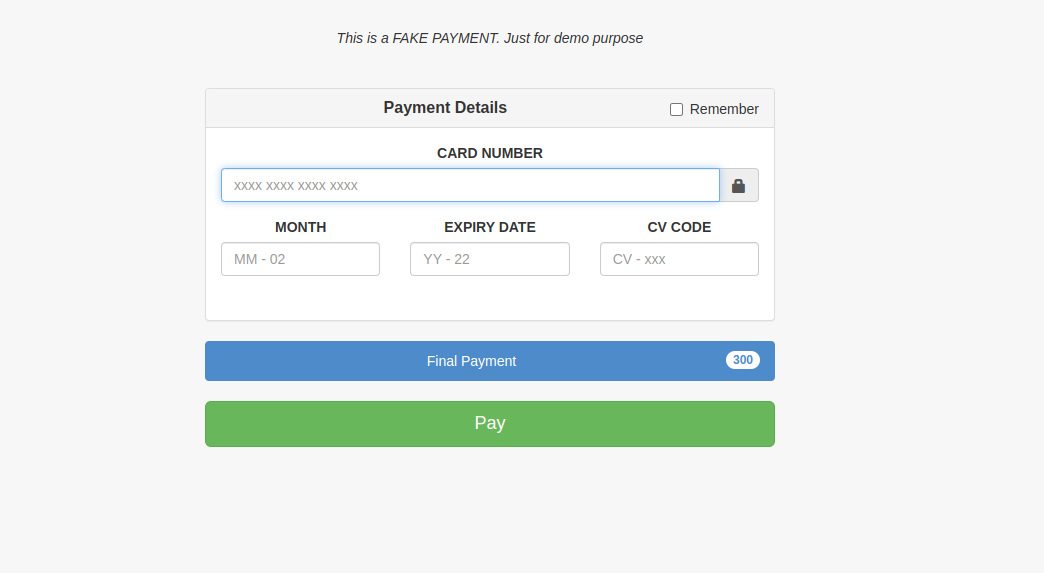 This is a FAKE PAYMENT. Just for demo purpose
Payment Details Remember
CARD NUMBER
xxxx xxxx xxxx xxxx
MONTH EXPIRY DATE CV CODE
MM - 02 YY - 22 CV - xxx
Final Payment 300
Pay